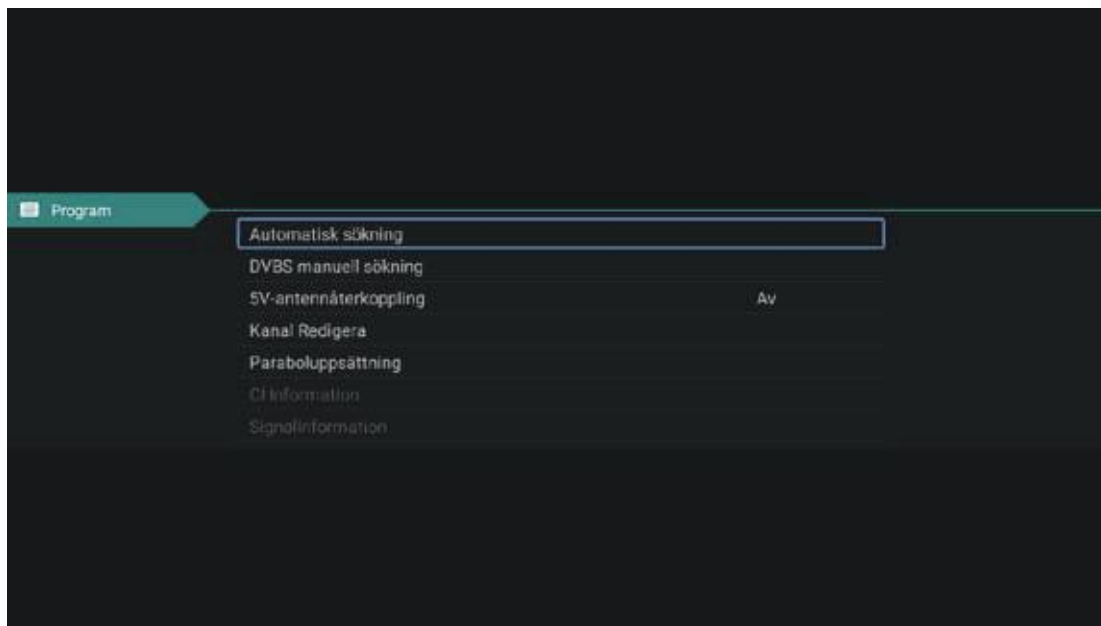 Program
Automatisk sökning
DVBS manuell sökning
5V-antennåterkoppling Av
Kanal Redigera
Paraboluppsättning
CI Information
Signalinformation